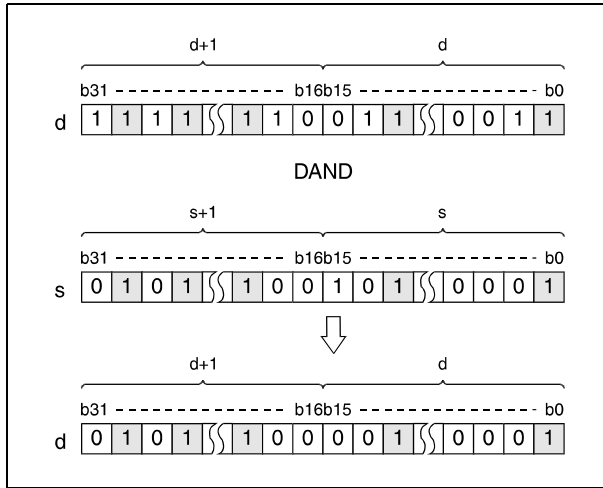 d+1 d
b31 ---------------- b16b15 ---------------- b0
d 1 1 1 1 1 1 0 0 1 1 0 0 1 1
DAND
s+1 s
b31 ---------------- b16b15 ---------------- b0
s 0 1 0 1 1 0 0 1 0 1 0 0 0 1
d+1 d
b31 ---------------- b16b15 ---------------- b0
d 0 1 0 1 1 0 0 0 0 1 0 0 0 1